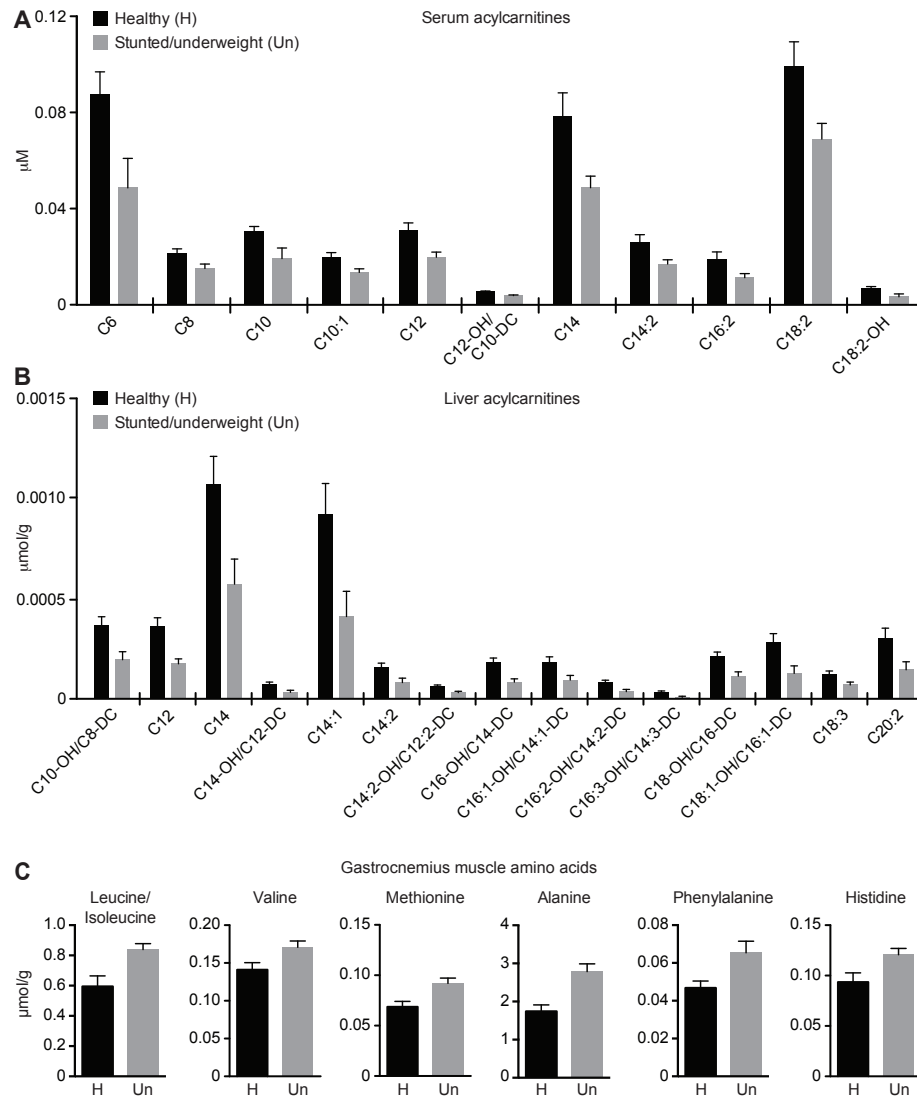 A
Serum acylcarnitines
Healthy (H)
Stunted/underweight (Un)
µM
0.12
0.08
0.04
0
C6
C8
C10
C10:1
C12
C12-OH/
C10-DC
C14
C14:2
C16:2
C18:2
C18:2-OH
B
Liver acylcarnitines
Healthy (H)
Stunted/underweight (Un)
µmol/g
0.0015
0.0010
0.0005
0
C10-OH/C8-DC
C12
C14
C14-OH/C12-DC
C14:1
C14:2
C14:2-OH/C12:2-DC
C16-OH/C14-DC
C16:1-OH/C14:1-DC
C16:2-OH/C14:2-DC
C16:3-OH/C14:3-DC
C18-OH/C16-DC
C18:1-OH/C16:1-DC
C18:3
C20:2
C
Gastrocnemius muscle amino acids
µmol/g
Leucine/
Isoleucine
1.0
0.8
0.6
0.4
0.2
0
H Un
Valine
0.20
0.15
0.10
0.05
0.00
H Un
Methionine
0.15
0.10
0.05
0.00
H Un
Alanine
4
3
2
1
0
H Un
Phenylalanine
0.08
0.06
0.04
0.02
0.00
H Un
Histidine
0.15
0.10
0.05
0.00
H Un